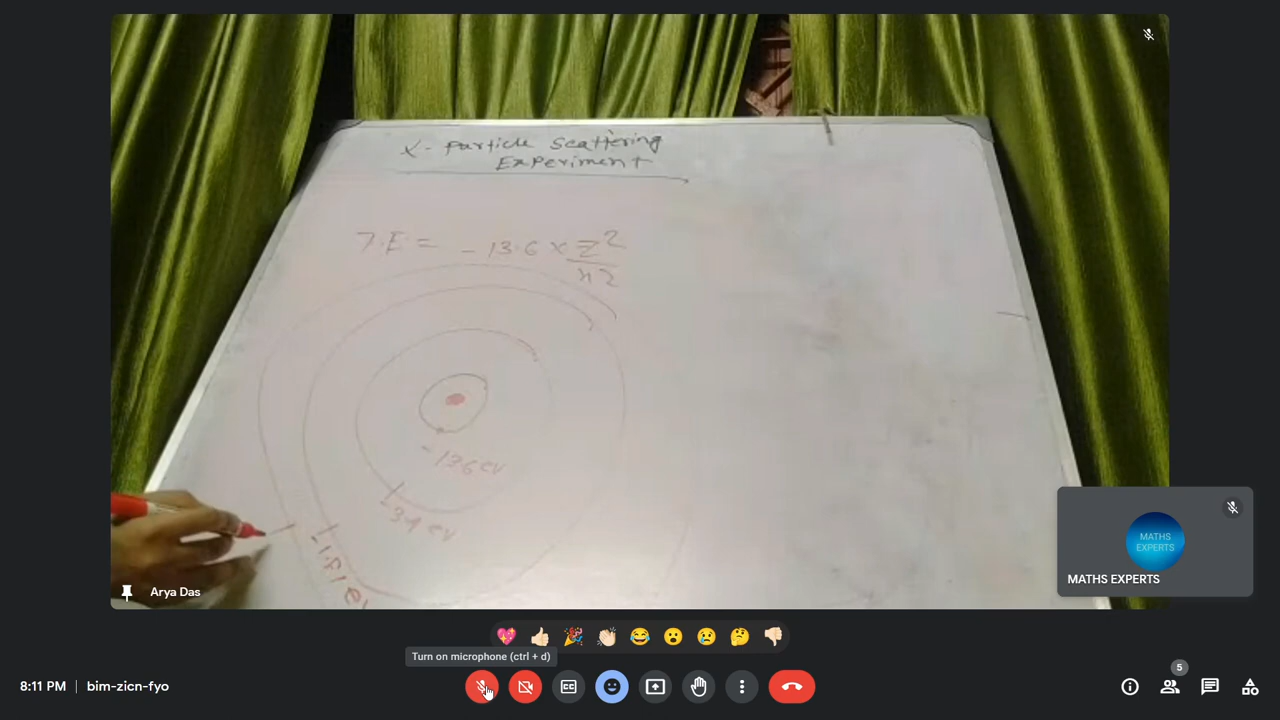 α- particle scattering
Experiment
T.E = -13.6 × z²
n2
-13.6 ev
-3.4 ev
-1.51 ev
Arya Das
MATHS
EXPERTS
MATHS EXPERTS
Turn on microphone (ctrl + d)
8:11 PM | bim-zicn-fyo
CC
5